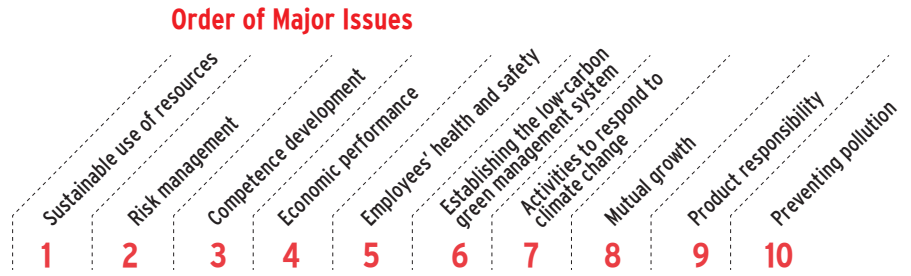 Order of Major Issues
Sustainable use of resources
Risk management
Competence development
Economic performance
Employees' health and safety
Establishing the low-carbon
green management system
Activities to respond to
climate change
Mutual growth
Product responsibility
Preventing pollution
1 2 3 4 5 6 7 8 9 10